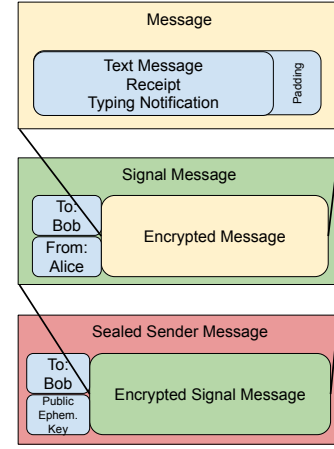 Message
Text Message
Receipt
Typing Notification
Padding
Signal Message
To:
Bob
From:
Alice
Encrypted Message
Sealed Sender Message
To:
Bob
Public
Ephem.
Key
Encrypted Signal Message